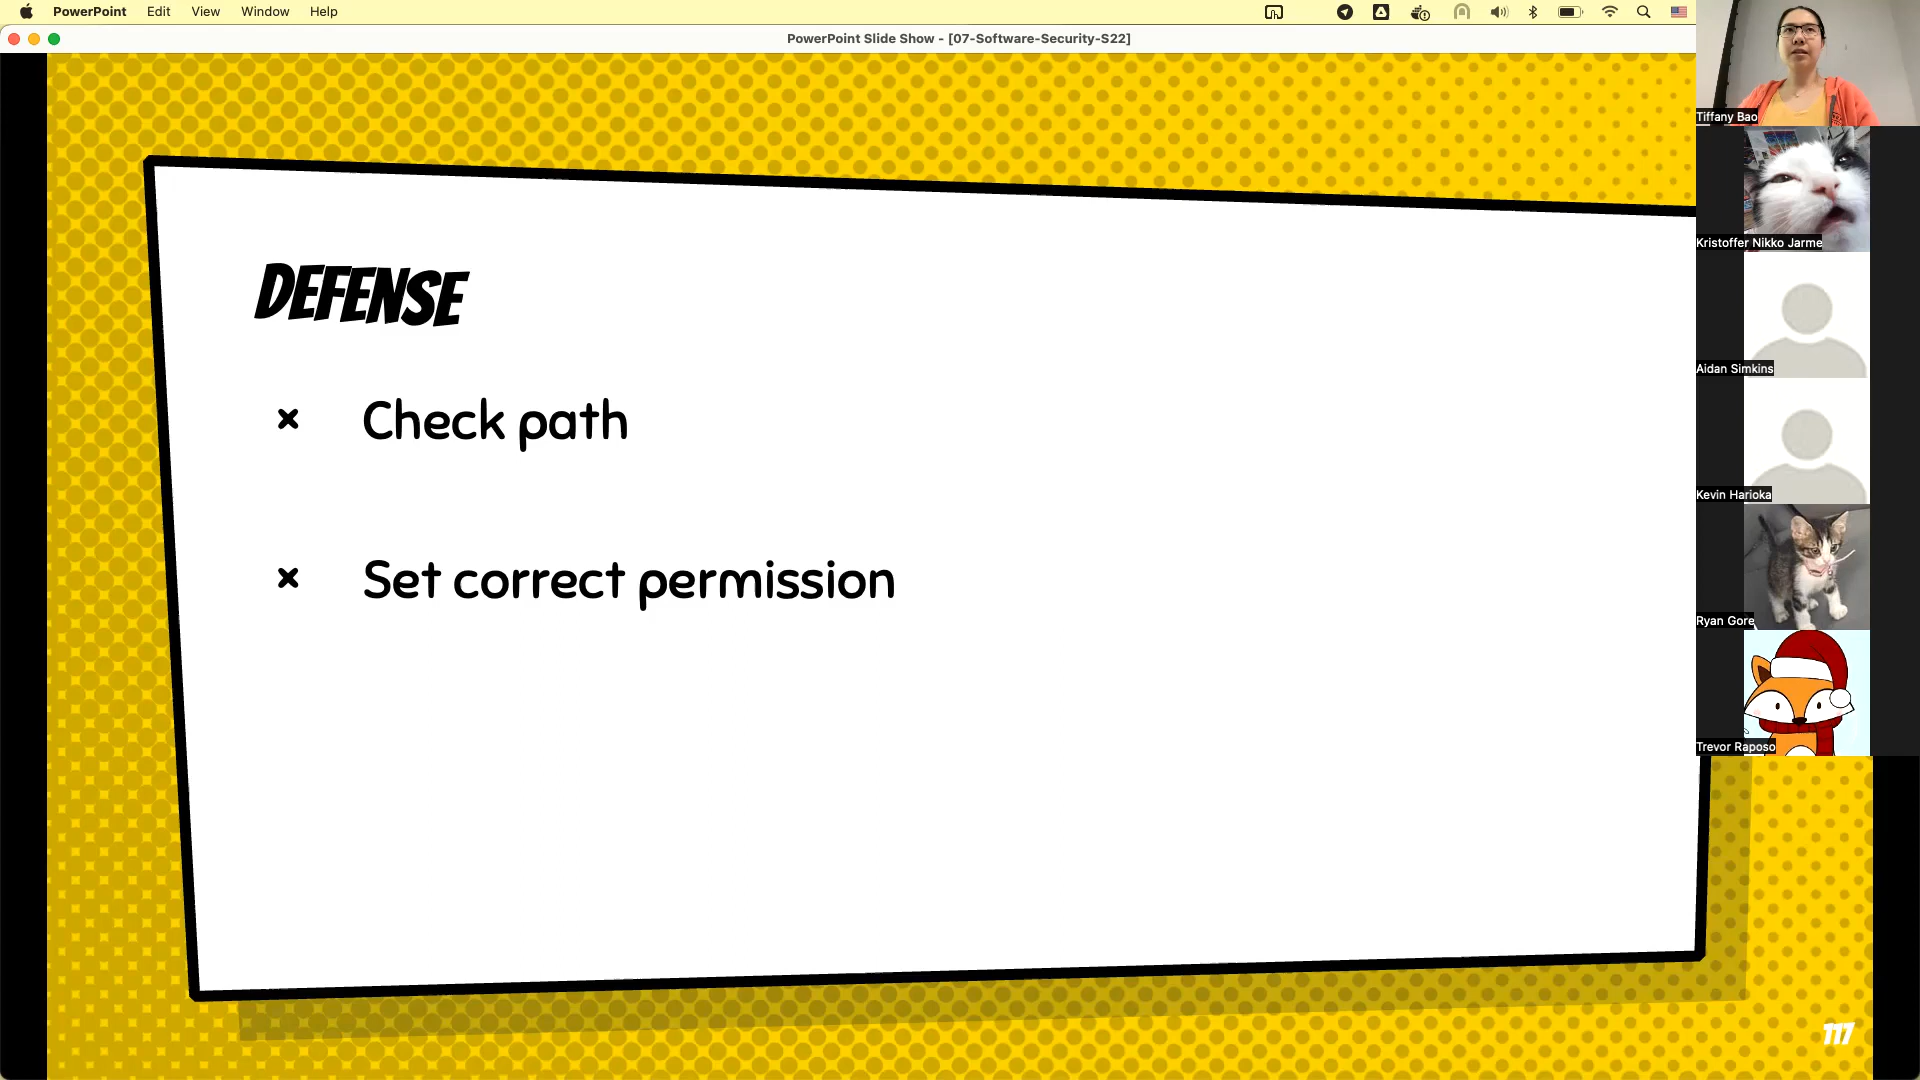 PowerPoint Edit View Window Help
PowerPoint Slide Show - [07-Software-Security-S22]
DEFENSE
× Check path
× Set correct permission
117
Tiffany Bao
Kristoffer Nikko Jarme
Aidan Simkins
Kevin Harioka
Ryan Gore
Trevor Raposo